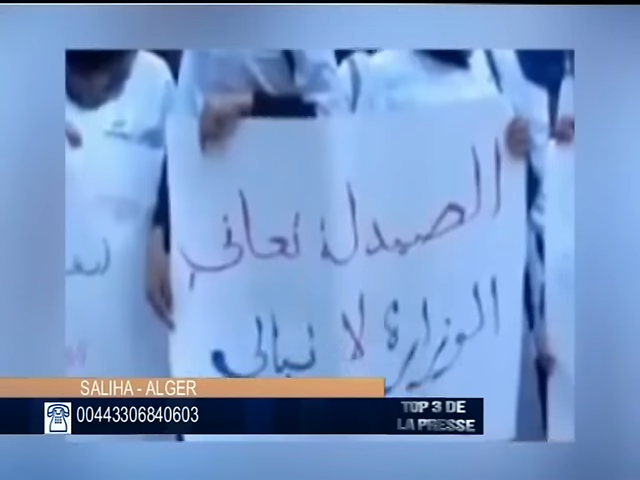 الصيدلة تعاني
الوزارة لا تبالي
SALIHA - ALGER
00443306840603
TOP 3 DE
LA PRESSE